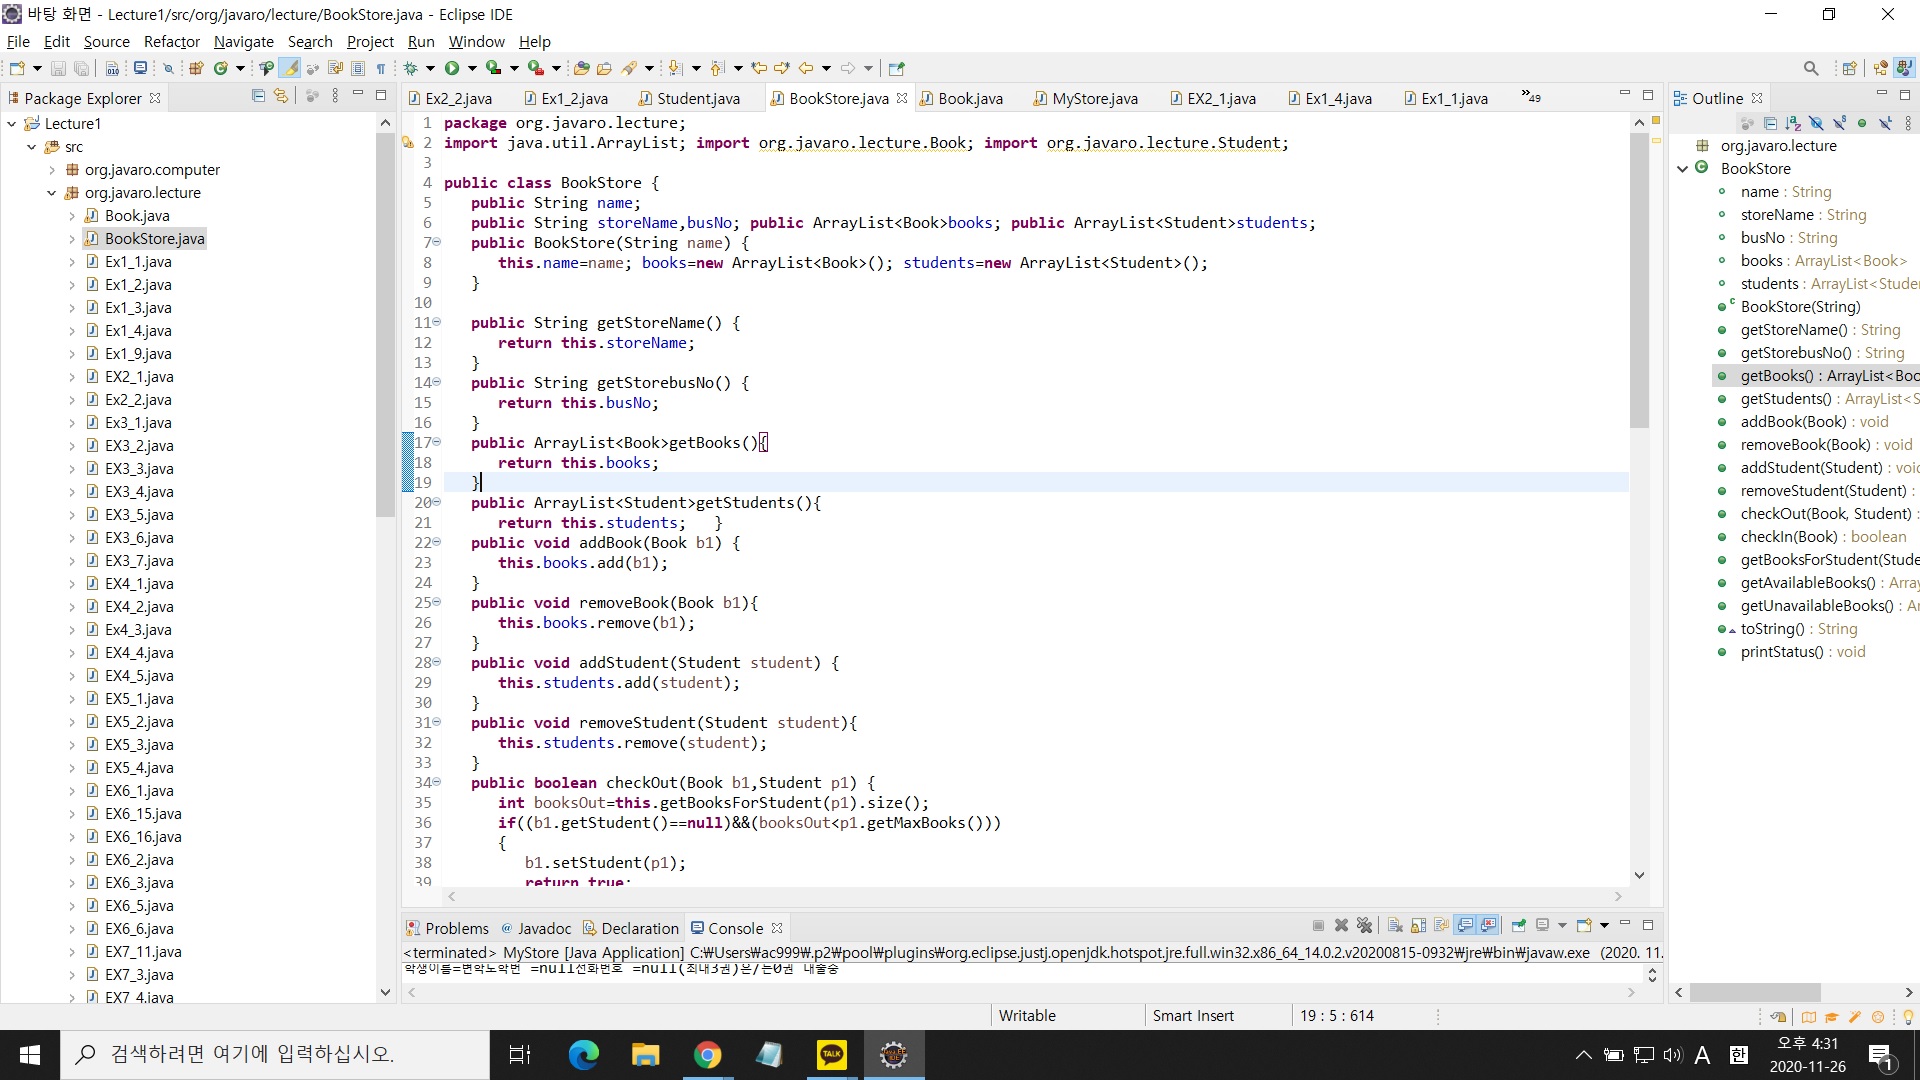 바탕 화면 - Lecture1/src/org/javaro/lecture/BookStore.java - Eclipse IDE
File Edit Source Refactor Navigate Search Project Run Window Help
Package Explorer
Lecture1
src
org.javaro.computer
org.javaro.lecture
Book.java
BookStore.java
Ex1_1.java
Ex1_2.java
Ex1_3.java
Ex1_4.java
Ex1_9.java
EX2_1.java
Ex2_2.java
Ex3_1.java
EX3_2.java
EX3_3.java
EX3_4.java
EX3_5.java
EX3_6.java
EX3_7.java
EX4_1.java
EX4_2.java
Ex4_3.java
EX4_4.java
EX4_5.java
EX5_1.java
EX5_2.java
EX5_3.java
EX5_4.java
EX6_1.java
EX6_15.java
EX6_16.java
EX6_2.java
EX6_3.java
EX6_5.java
EX6_6.java
EX7_11.java
EX7_3.java
EX7_4.java
Ex2_2.java Ex1_2.java Student.java BookStore.java Book.java MyStore.java EX2_1.java Ex1_4.java Ex1_1.java »49
1 package org.javaro.lecture;
2 import java.util.ArrayList; import org.javaro.lecture.Book; import org.javaro.lecture.Student;
3
4 public class BookStore {
5 public String name;
6 public String storeName,busNo; public ArrayList<Book>books; public ArrayList<Student>students;
7 public BookStore(String name) {
8 this.name=name; books=new ArrayList<Book>(); students=new ArrayList<Student>();
9 }
10
11 public String getStoreName() {
12 return this.storeName;
13 }
14 public String getStorebusNo() {
15 return this.busNo;
16 }
17 public ArrayList<Book>getBooks(){
18 return this.books;
19 }
20 public ArrayList<Student>getStudents(){
21 return this.students; }
22 public void addBook(Book b1) {
23 this.books.add(b1);
24 }
25 public void removeBook(Book b1){
26 this.books.remove(b1);
27 }
28 public void addStudent(Student student) {
29 this.students.add(student);
30 }
31 public void removeStudent(Student student){
32 this.students.remove(student);
33 }
34 public boolean checkOut(Book b1,Student p1) {
35 int booksOut=this.getBooksForStudent(p1).size();
36 if((b1.getStudent()==null)&&(booksOut<p1.getMaxBooks()))
37 {
38 b1.setStudent(p1);
39 return true;
Outline
org.javaro.lecture
BookStore
name : String
storeName : String
busNo : String
books : ArrayList<Book>
students : ArrayList<Stude
BookStore(String)
getStoreName() : String
getStorebusNo() : String
getBooks() : ArrayList<Boo
getStudents() : ArrayList<S
addBook(Book) : void
removeBook(Book) : void
addStudent(Student) : void
removeStudent(Student) :
checkOut(Book, Student) :
checkIn(Book) : boolean
getBooksForStudent(Stude
getAvailableBooks() : Array
getUnavailableBooks() : Ar
toString() : String
printStatus() : void
Problems @ Javadoc Declaration Console
<terminated> MyStore [Java Application] C:₩Users₩ac999₩.p2₩pool₩plugins₩org.eclipse.justj.openjdk.hotspot.jre.full.win32.x86_64_14.0.2.v20200815-0932₩jre₩bin₩javaw.exe (2020. 11.
=null전화번호 =null(최대3권)은/는0권 대출중
Writable Smart Insert 19 : 5 : 614
검색하려면 여기에 입력하십시오.
TALK
A 한
오후 4:31
2020-11-26
1